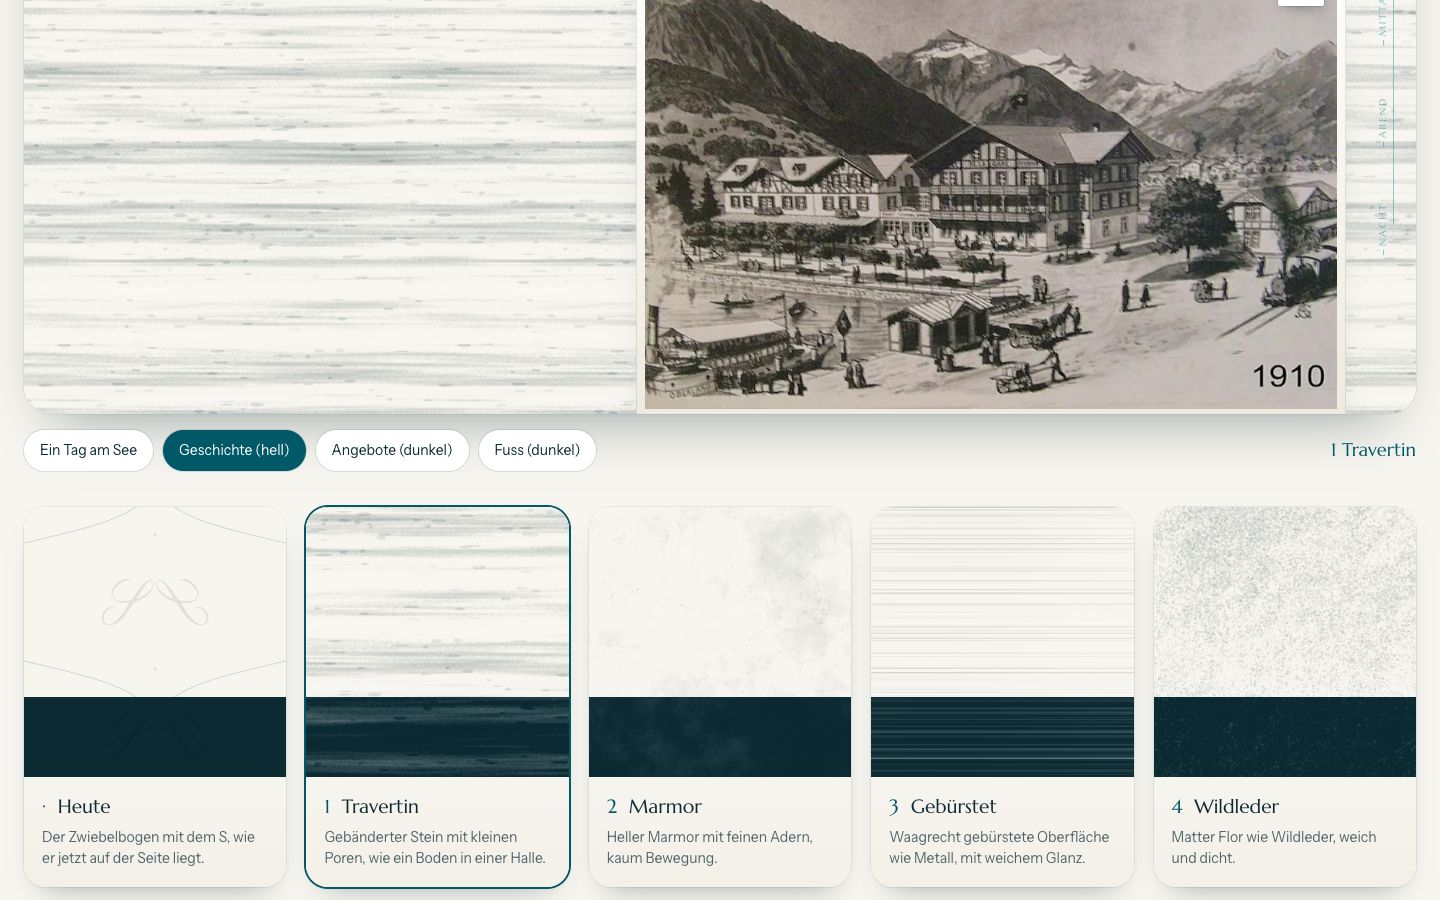 ABEND
NACHT
1910
Ein Tag am See
Geschichte (hell)
Angebote (dunkel)
Fuss (dunkel)
1 Travertin
· Heute
Der Zwiebelbogen mit dem S, wie
er jetzt auf der Seite liegt.
1 Travertin
Gebänderter Stein mit kleinen
Poren, wie ein Boden in einer Halle.
2 Marmor
Heller Marmor mit feinen Adern,
kaum Bewegung.
3 Gebürstet
Waagrecht gebürstete Oberfläche
wie Metall, mit weichem Glanz.
4 Wildleder
Matter Flor wie Wildleder, weich
und dicht.